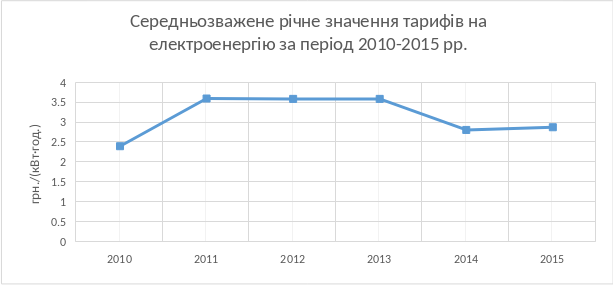 Середньозважене річне значення тарифів на
електроенергію за період 2010-2015 рр.
грн./(кВт·год.)
4
3.5
3
2.5
2
1.5
1
0.5
0
2010 2011 2012 2013 2014 2015